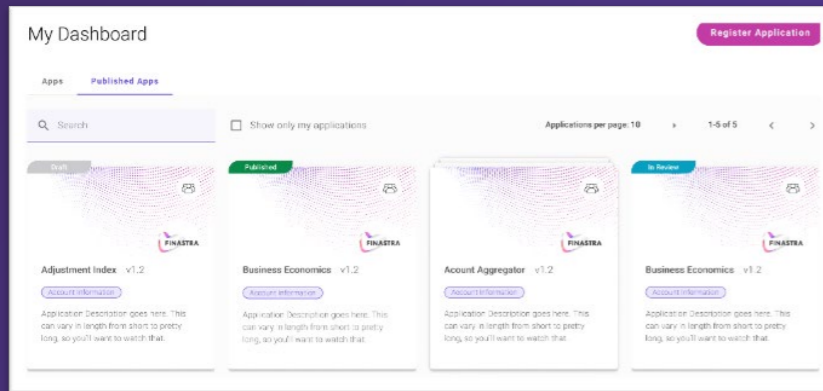 My Dashboard
Register Application
Apps
Published Apps
Search
Show only my applications
Applications per page: 10
1-5 of 5
Draft
FINASTRA
Adjustment Index v1.2
Account Information
Application Description goes here. This
can vary in length from short to pretty
long, so you'll want to watch that.
Published
FINASTRA
Business Economics v1.2
Account Information
Application Description goes here. This
can vary in length from short to pretty
long, so you'll want to watch that.
FINASTRA
Acount Aggregator v1.2
Account Information
Application Description goes here. This
can vary in length from short to pretty
long, so you'll want to watch that.
In Review
FINASTRA
Business Economics v1.2
Account Information
Application Description goes here. This
can vary in length from short to pretty
long, so you'll want to watch that.